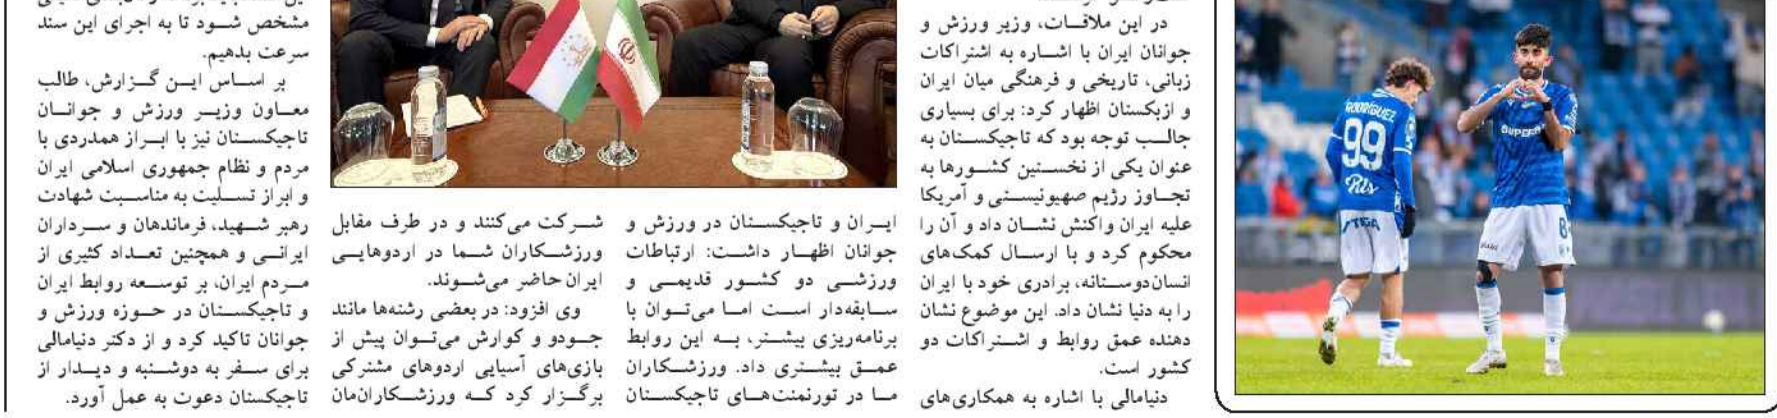 در این ملاقات، وزیر ورزش و
جوانان ایران با اشاره به اشتراکات
زبانی، تاریخی و فرهنگی میان ایران
و ازبکستان اظهار کرد: برای بسیاری
جالب توجه بود که تاجیکستان به
عنوان یکی از نخستین کشورها به
تجاوز رژیم صهیونیستی و آمریکا
علیه ایران واکنش نشان داد و آن را
محکوم کرد و با ارسال کمک‌های
انسان‌دوستانه، برادری خود با ایران
را به دنیا نشان داد. این موضوع نشان
دهنده عمق روابط و اشتراکات دو
کشور است.
دنیامالی با اشاره به همکاری‌های
ایران و تاجیکستان در ورزش و
جوانان اظهار داشت: ارتباطات
ورزشی دو کشور قدیمی و
سابقه‌دار است اما می‌توان با
برنامه‌ریزی بیشتر، به این روابط
عمق بیشتری داد. ورزشکاران
ما در تورنمنت‌های تاجیکستان
شرکت می‌کنند و در طرف مقابل
ورزشکاران شما در اردوهایی
ایران حاضر می‌شوند.
وی افزود: در بعضی رشته‌ها مانند
جودو و کوارش می‌توان پیش از
بازی‌های آسیایی اردوهای مشترکی
برگزار کرد که ورزشکاران‌مان
مشخص شود تا به اجرای این سند
سرعت بدهیم.
بر اساس این گزارش، طالب
معاون وزیر ورزش و جوانان
تاجیکستان نیز با ابراز همدردی با
مردم و نظام جمهوری اسلامی ایران
و ابراز تسلیت به مناسبت شهادت
رهبر شهید، فرماندهان و سرداران
ایرانی و همچنین تعداد کثیری از
مردم ایران، بر توسعه روابط ایران
و تاجیکستان در حوزه ورزش و
جوانان تاکید کرد و از دکتر دنیامالی
برای سفر به دوشنبه و دیدار از
تاجیکستان دعوت به عمل آورد.
RODRÍGUEZ
99
Rils
STIGA
8